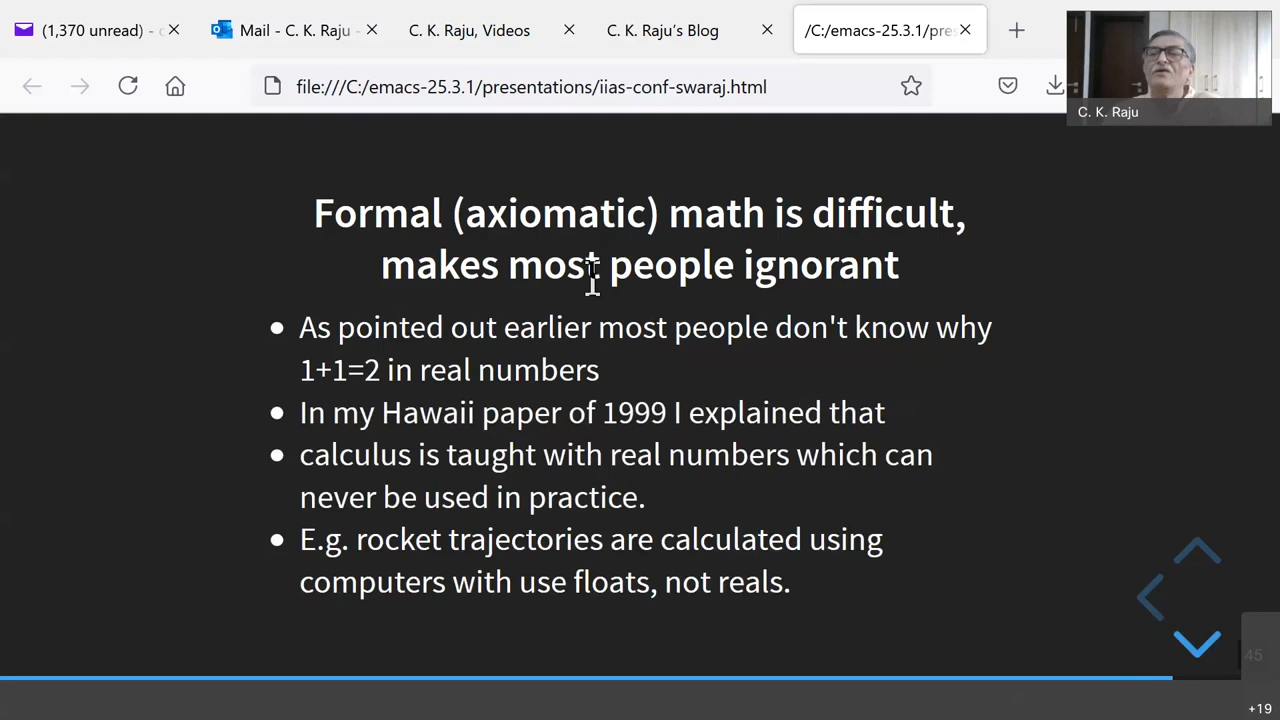 (1,370 unread) - c
Mail - C. K. Raju -
C. K. Raju, Videos
C. K. Raju's Blog
/C:/emacs-25.3.1/pres
file:///C:/emacs-25.3.1/presentations/iias-conf-swaraj.html
C. K. Raju
Formal (axiomatic) math is difficult,
makes most people ignorant
As pointed out earlier most people don't know why
1+1=2 in real numbers
In my Hawaii paper of 1999 I explained that
calculus is taught with real numbers which can
never be used in practice.
E.g. rocket trajectories are calculated using
computers with use floats, not reals.
45
+19